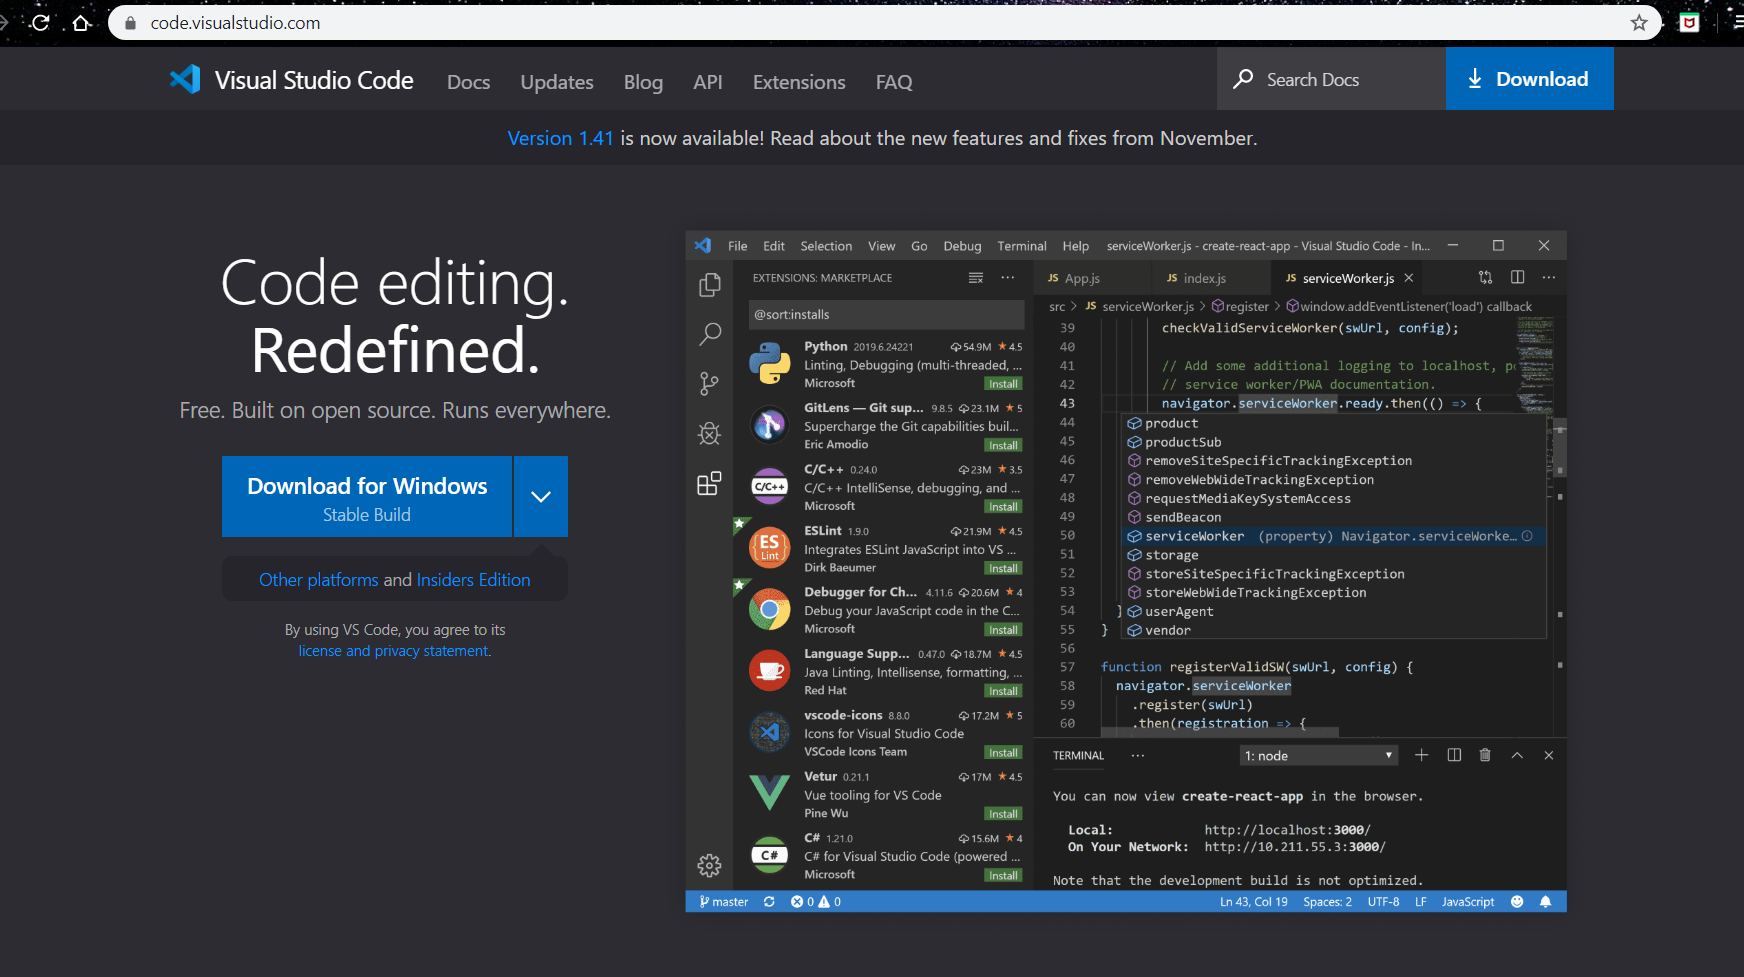 code.visualstudio.com
Visual Studio Code
Docs
Updates
Blog
API
Extensions
FAQ
Search Docs
Download
Version 1.41 is now available! Read about the new features and fixes from November.
Code editing.
Redefined.
Free. Built on open source. Runs everywhere.
Download for Windows
Stable Build
Other platforms and Insiders Edition
By using VS Code, you agree to its
license and privacy statement.
File Edit Selection View Go Debug Terminal Help serviceWorker.js - create-react-app - Visual Studio Code - In...
EXTENSIONS: MARKETPLACE
@sort:installs
Python 2019.6.24221 54.9M 4.5
Linting, Debugging (multi-threaded, ...
Microsoft Install
GitLens — Git sup... 9.8.5 23.1M 5
Supercharge the Git capabilities buil...
Eric Amodio Install
C/C++
C/C++ 0.24.0 23M 3.5
C/C++ IntelliSense, debugging, and ...
Microsoft Install
ES
Lint
ESLint 1.9.0 21.9M 4.5
Integrates ESLint JavaScript into VS ...
Dirk Baeumer Install
Debugger for Ch... 4.11.6 20.6M 4
Debug your JavaScript code in the C...
Microsoft Install
Language Supp... 0.47.0 18.7M 4.5
Java Linting, Intellisense, formatting, ...
Red Hat Install
vscode-icons 8.8.0 17.2M 5
Icons for Visual Studio Code
VSCode Icons Team Install
Vetur 0.21.1 17M 4.5
Vue tooling for VS Code
Pine Wu Install
C#
C# 1.21.0 15.6M 4
C# for Visual Studio Code (powered ...
Microsoft Install
JS App.js
JS index.js
JS serviceWorker.js
src > JS serviceWorker.js > register > window.addEventListener('load') callback
39 checkValidServiceWorker(swUrl, config);
40
41 // Add some additional logging to localhost, po
42 // service worker/PWA documentation.
43 navigator.serviceWorker.ready.then(() => {
44 product
45 productSub
46 removeSiteSpecificTrackingException
47 removeWebWideTrackingException
48 requestMediaKeySystemAccess
49 sendBeacon
50 serviceWorker (property) Navigator.serviceWorke...
51 storage
52 storeSiteSpecificTrackingException
53 storeWebWideTrackingException
54 } userAgent
55 } vendor
56
57 function registerValidSW(swUrl, config) {
58 navigator.serviceWorker
59 .register(swUrl)
60 .then(registration => {
TERMINAL ... 1: node
You can now view create-react-app in the browser.
Local: http://localhost:3000/
On Your Network: http://10.211.55.3:3000/
Note that the development build is not optimized.
master 0 0 Ln 43, Col 19 Spaces: 2 UTF-8 LF JavaScript